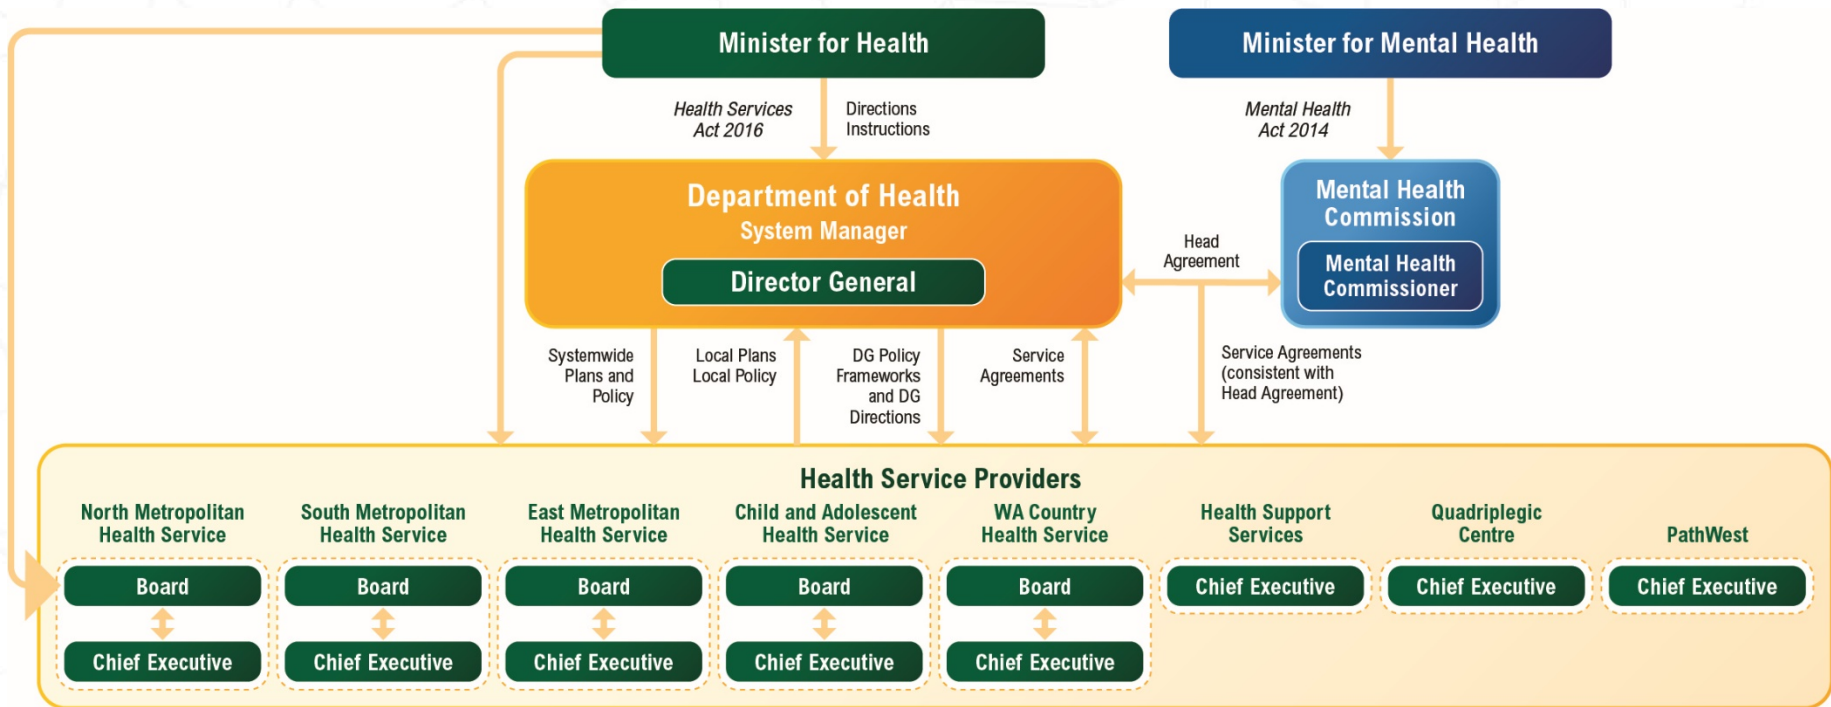 Minister for Health
Minister for Mental Health
Health Services
Act 2016
Directions
Instructions
Mental Health
Act 2014
Department of Health
System Manager
Director General
Head
Agreement
Mental Health
Commission
Mental Health
Commissioner
Systemwide
Plans and
Policy
Local Plans
Local Policy
DG Policy
Frameworks
and DG
Directions
Service
Agreements
Service Agreements
(consistent with
Head Agreement)
Health Service Providers
North Metropolitan
Health Service
Board
Chief Executive
South Metropolitan
Health Service
Board
Chief Executive
East Metropolitan
Health Service
Board
Chief Executive
Child and Adolescent
Health Service
Board
Chief Executive
WA Country
Health Service
Board
Chief Executive
Health Support
Services
Chief Executive
Quadriplegic
Centre
Chief Executive
PathWest
Chief Executive